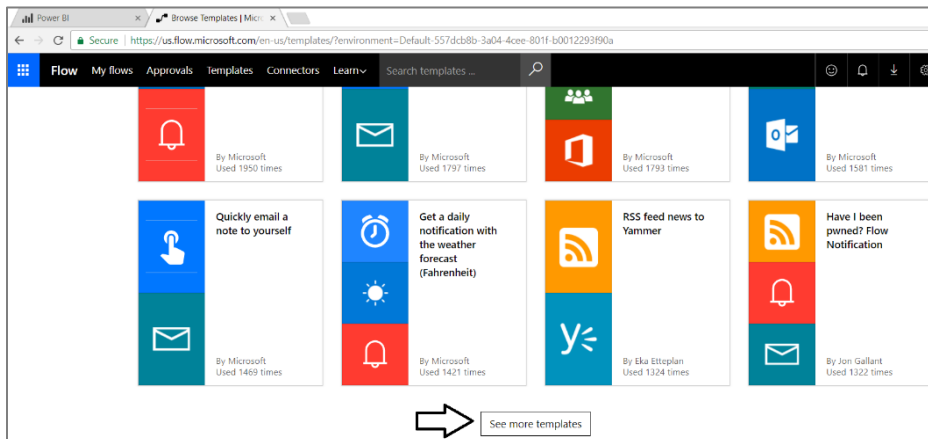 Power BI
Browse Templates | Micr
Secure
https://us.flow.microsoft.com/en-us/templates/?environment=Default-557dcb8b-3a04-4cee-801f-b0012293f90a
Flow
My flows
Approvals
Templates
Connectors
Learn
Search templates ...
By Microsoft
Used 1950 times
By Microsoft
Used 1797 times
By Microsoft
Used 1793 times
By Microsoft
Used 1581 times
Quickly email a
note to yourself
By Microsoft
Used 1469 times
Get a daily
notification with
the weather
forecast
(Fahrenheit)
By Microsoft
Used 1421 times
RSS feed news to
Yammer
By Eka Etteplan
Used 1324 times
Have I been
pwned? Flow
Notification
By Jon Gallant
Used 1322 times
See more templates